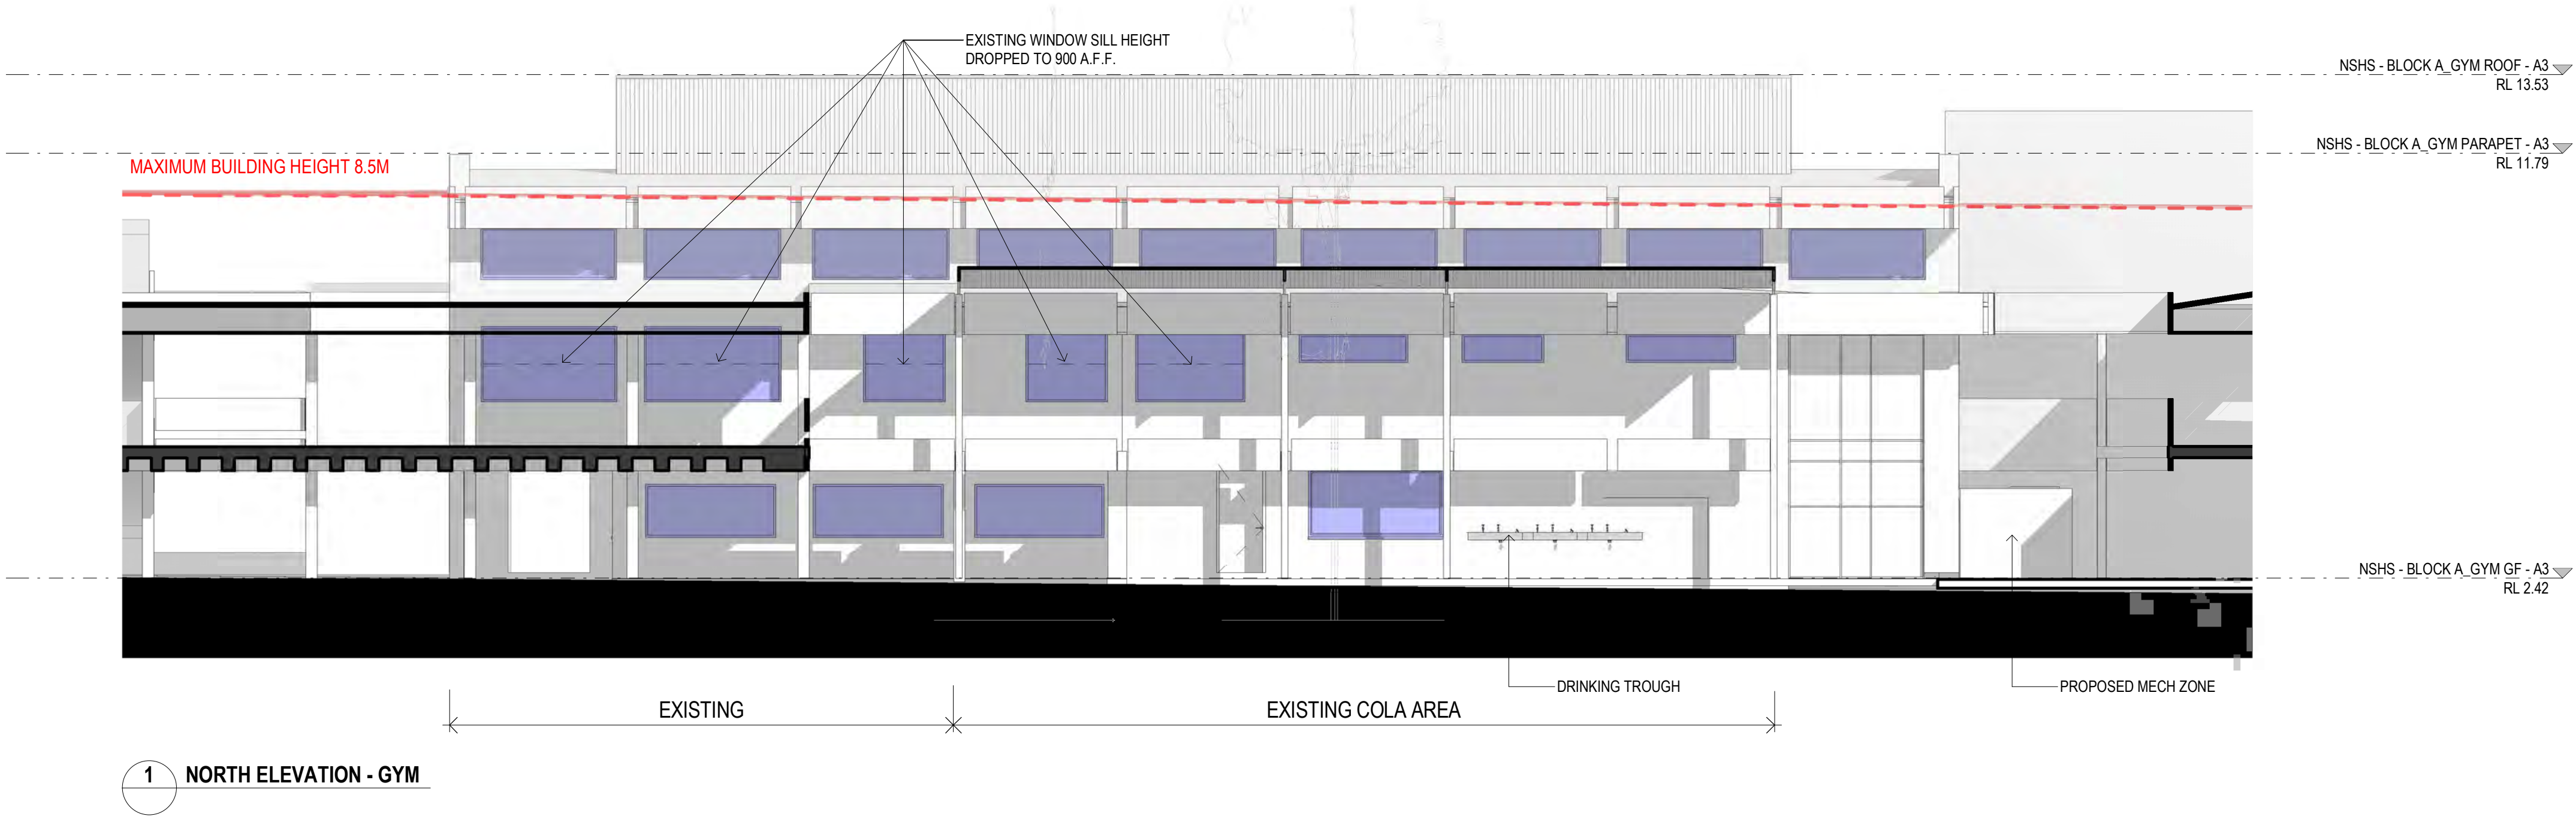 EXISTING WINDOW SILL HEIGHT
DROPPED TO 900 A.F.F.
NSHS - BLOCK A_GYM ROOF - A3
RL 13.53
NSHS - BLOCK A_GYM PARAPET - A3
RL 11.79
MAXIMUM BUILDING HEIGHT 8.5M
NSHS - BLOCK A_GYM GF - A3
RL 2.42
DRINKING TROUGH
PROPOSED MECH ZONE
EXISTING
EXISTING COLA AREA
1 NORTH ELEVATION - GYM